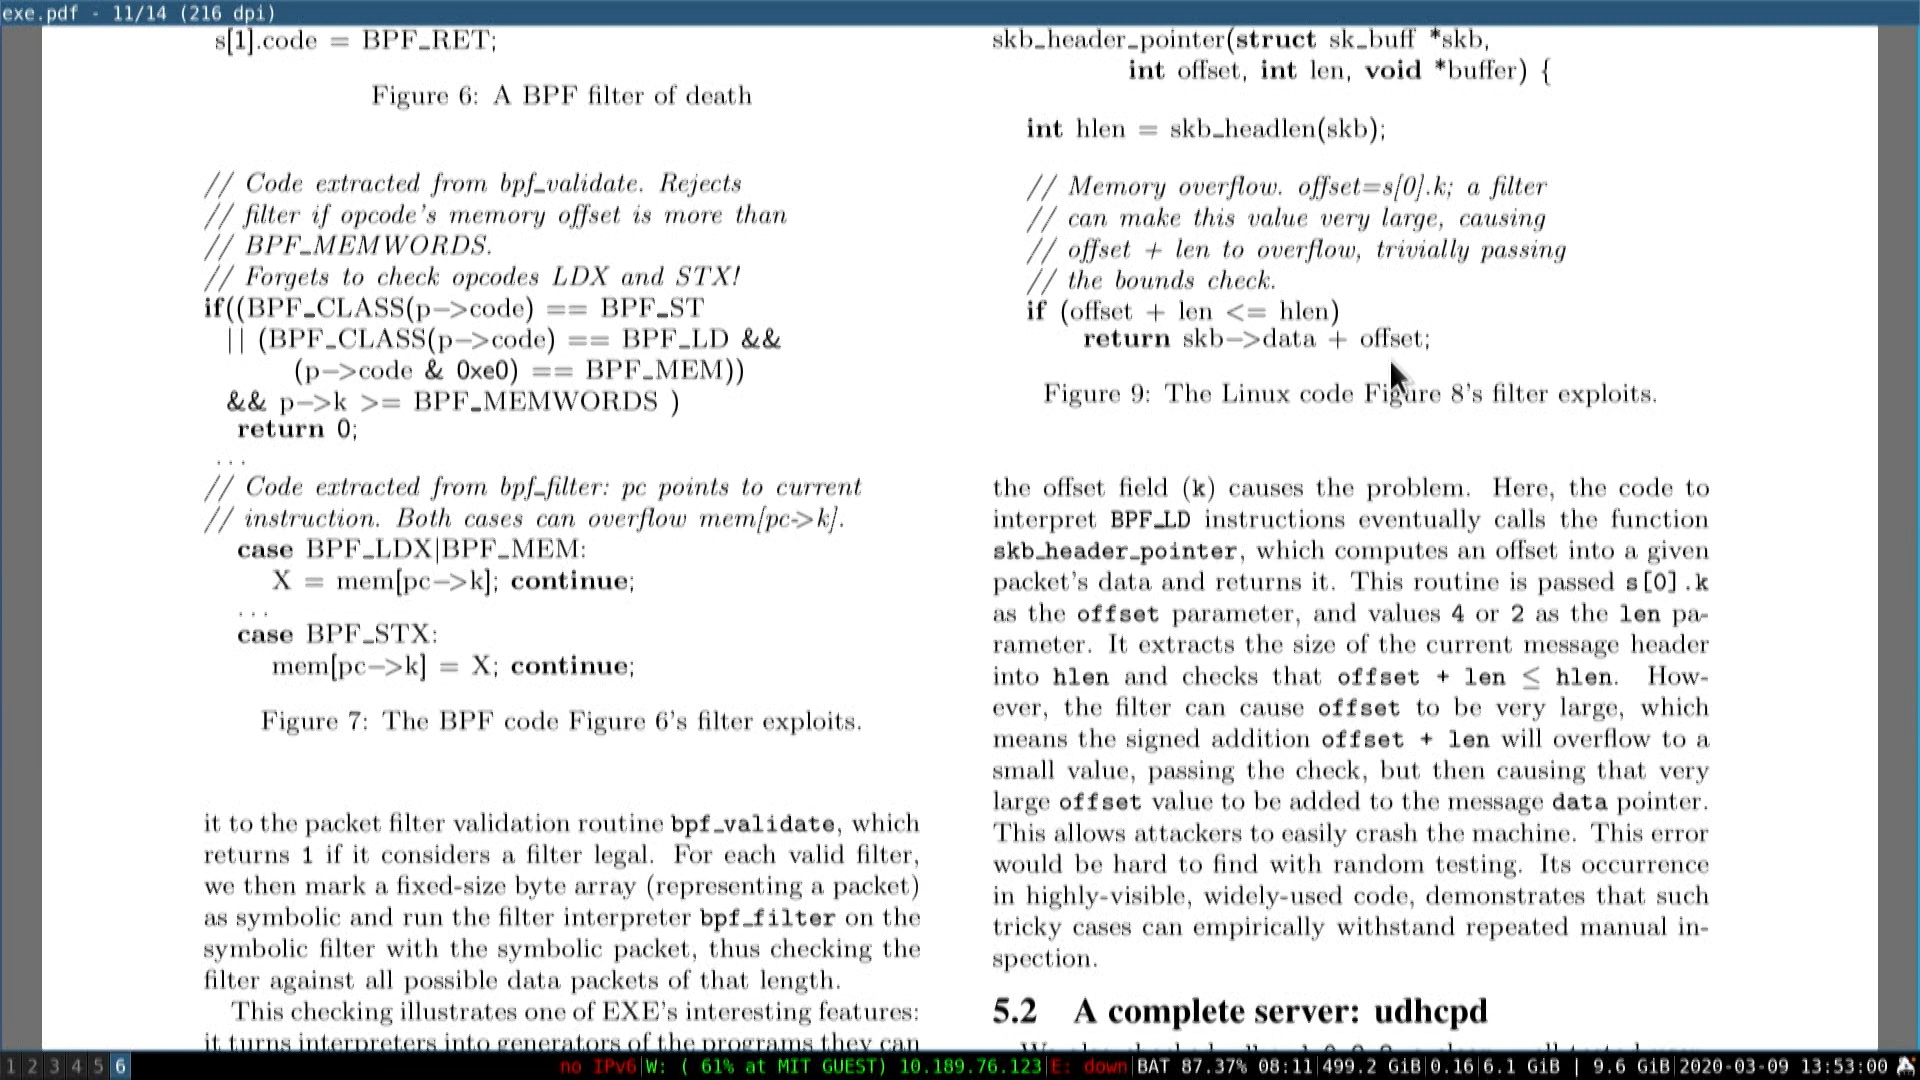 exe.pdf - 11/14 (216 dpi)
s[1].code = BPF_RET;
Figure 6: A BPF filter of death
// Code extracted from bpf_validate. Rejects
// filter if opcode's memory offset is more than
// BPF_MEMWORDS.
// Forgets to check opcodes LDX and STX!
if((BPF_CLASS(p->code) == BPF_ST
|| (BPF_CLASS(p->code) == BPF_LD &&
(p->code & 0xe0) == BPF_MEM))
&& p->k >= BPF_MEMWORDS )
return 0;
...
// Code extracted from bpf_filter: pc points to current
// instruction. Both cases can overflow mem[pc->k].
case BPF_LDX|BPF_MEM:
X = mem[pc->k]; continue;
...
case BPF_STX:
mem[pc->k] = X; continue;
Figure 7: The BPF code Figure 6's filter exploits.
it to the packet filter validation routine bpf_validate, which
returns 1 if it considers a filter legal. For each valid filter,
we then mark a fixed-size byte array (representing a packet)
as symbolic and run the filter interpreter bpf_filter on the
symbolic filter with the symbolic packet, thus checking the
filter against all possible data packets of that length.
This checking illustrates one of EXE's interesting features:
it turns interpreters into generators of the programs they can
skb_header_pointer(struct sk_buff *skb,
int offset, int len, void *buffer) {
int hlen = skb_headlen(skb);
// Memory overflow. offset=s[0].k; a filter
// can make this value very large, causing
// offset + len to overflow, trivially passing
// the bounds check.
if (offset + len <= hlen)
return skb->data + offset;
Figure 9: The Linux code Figure 8's filter exploits.
the offset field (k) causes the problem. Here, the code to
interpret BPF_LD instructions eventually calls the function
skb_header_pointer, which computes an offset into a given
packet's data and returns it. This routine is passed s[0].k
as the offset parameter, and values 4 or 2 as the len pa-
rameter. It extracts the size of the current message header
into hlen and checks that offset + len ≤ hlen. How-
ever, the filter can cause offset to be very large, which
means the signed addition offset + len will overflow to a
small value, passing the check, but then causing that very
large offset value to be added to the message data pointer.
This allows attackers to easily crash the machine. This error
would be hard to find with random testing. Its occurrence
in highly-visible, widely-used code, demonstrates that such
tricky cases can empirically withstand repeated manual in-
spection.
5.2 A complete server: udhcpd
1 2 3 4 5 6 no IPv6|W: ( 61% at MIT GUEST) 10.189.76.123|E: down|BAT 87.37% 08:11|499.2 GiB|0.16|6.1 GiB | 9.6 GiB|2020-03-09 13:53:00